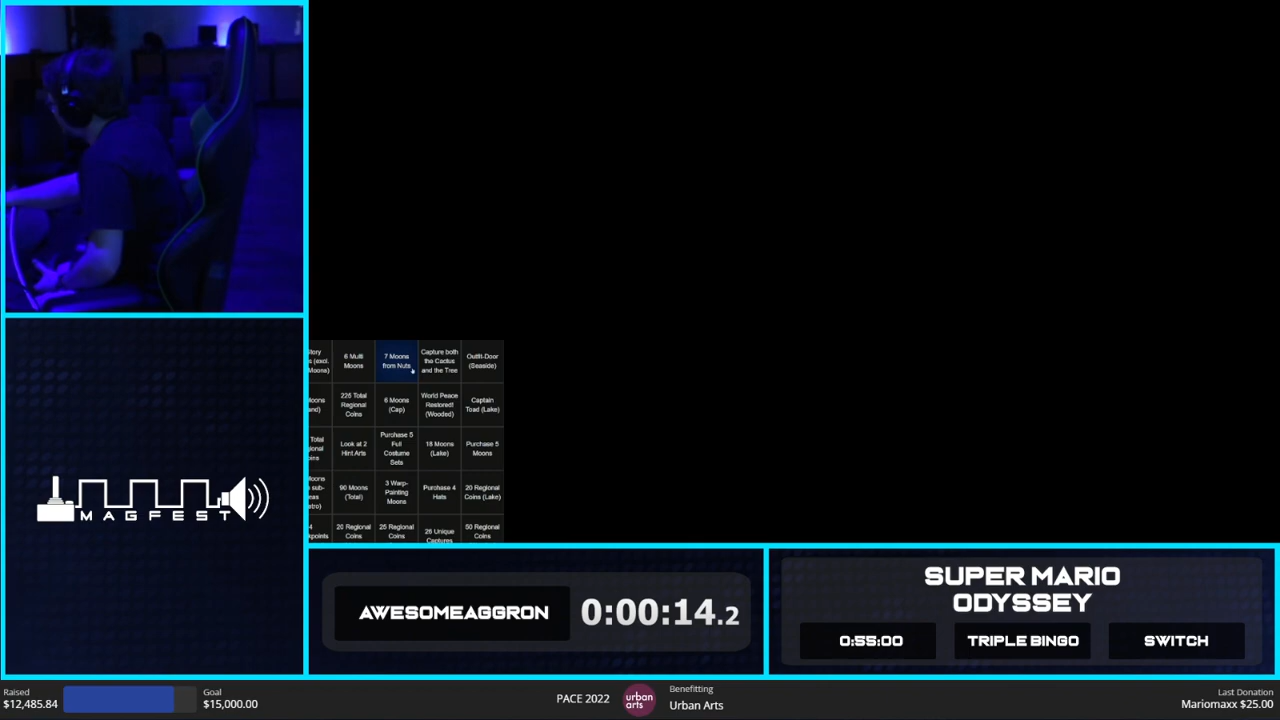 6 Multi
Moons
7 Moons
from Nuts
Capture both
the Cactus
and the Tree
Outfit-Door
(Seaside)
225 Total
Regional
Coins
6 Moons
(Cap)
World Peace
Restored!
(Wooded)
Captain
Toad (Lake)
Total
Look at 2
Hint Arts
Purchase 5
Full
Costume
Sets
18 Moons
(Lake)
Purchase 5
Moons
90 Moons
(Total)
3 Warp-
Painting
Moons
Purchase 4
Hats
20 Regional
Coins (Lake)
20 Regional
Coins
25 Regional
Coins
26 Unique
Captures
50 Regional
Coins
MAGFEST
AWESOMEAGGRON
0:00:14.2
SUPER MARIO
ODYSSEY
0:55:00
TRIPLE BINGO
SWITCH
Raised
$12,485.84
Goal
$15,000.00
PACE 2022
urban
arts
Benefitting
Urban Arts
Last Donation
Mariomaxx $25.00